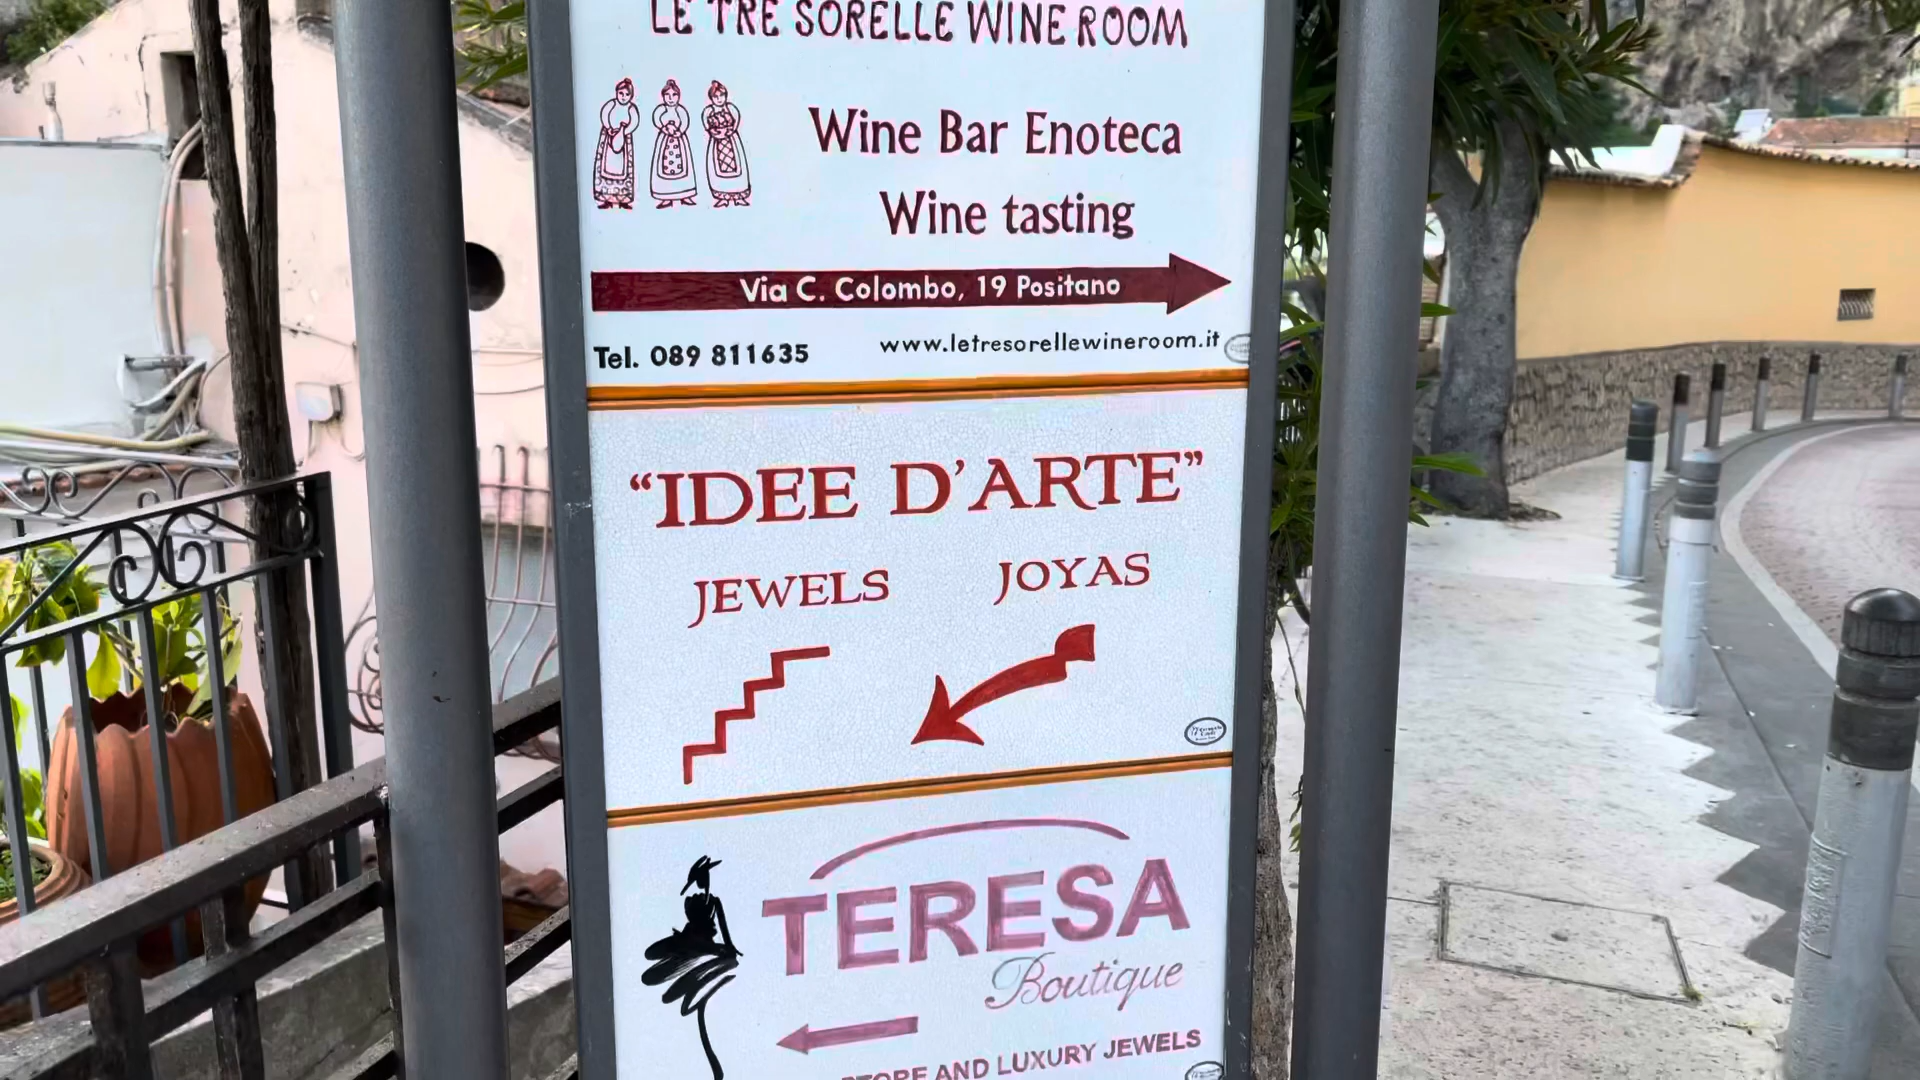 LE TRE SORELLE WINE ROOM
Wine Bar Enoteca
Wine tasting
Via C. Colombo, 19 Positano
Tel. 089 811635
www.letresorellewineroom.it
“IDEE D’ARTE”
JEWELS JOYAS
TERESA
Boutique
STORE AND LUXURY JEWELS